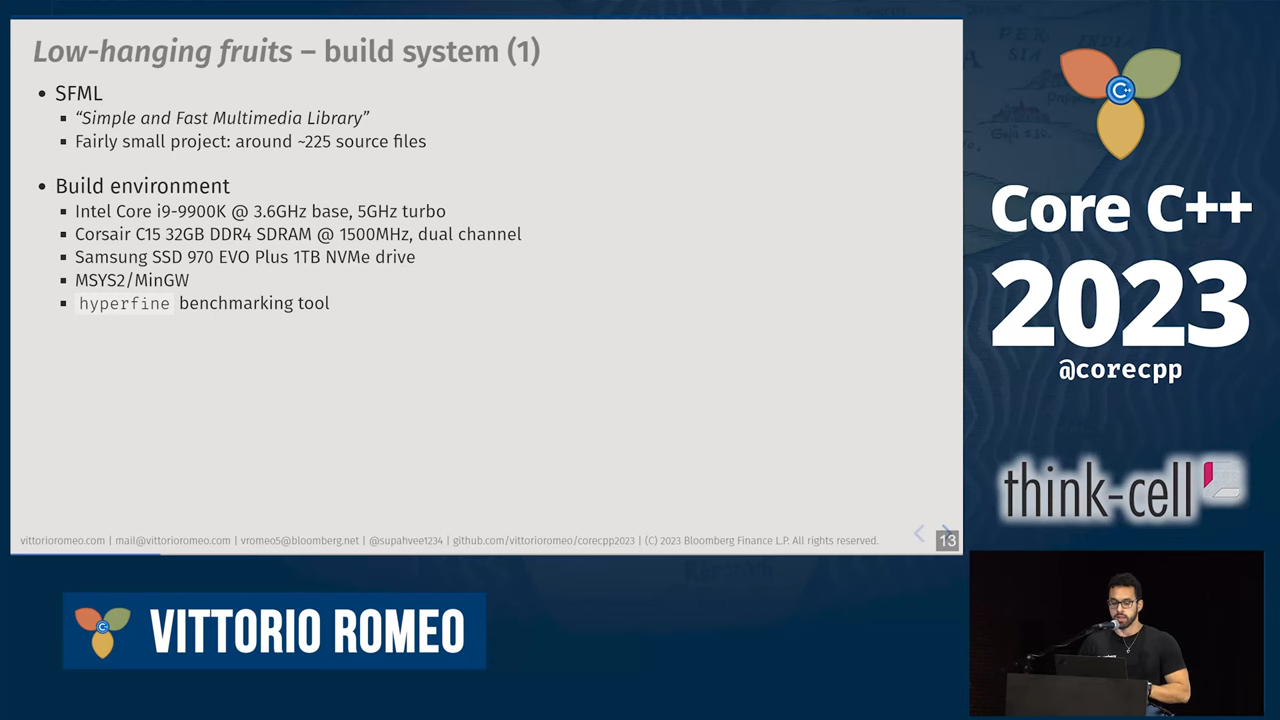 Low-hanging fruits – build system (1)
• SFML
▪ “Simple and Fast Multimedia Library”
▪ Fairly small project: around ~225 source files
• Build environment
▪ Intel Core i9-9900K @ 3.6GHz base, 5GHz turbo
▪ Corsair C15 32GB DDR4 SDRAM @ 1500MHz, dual channel
▪ Samsung SSD 970 EVO Plus 1TB NVMe drive
▪ MSYS2/MinGW
▪ hyperfine benchmarking tool
vittorioromeo.com | mail@vittorioromeo.com | vromeo5@bloomberg.net | @supahvee1234 | github.com/vittorioromeo/corecpp2023 | (C) 2023 Bloomberg Finance L.P. All rights reserved.
13
C++
Core C++
2023
@corecpp
think-cell
C++
VITTORIO ROMEO